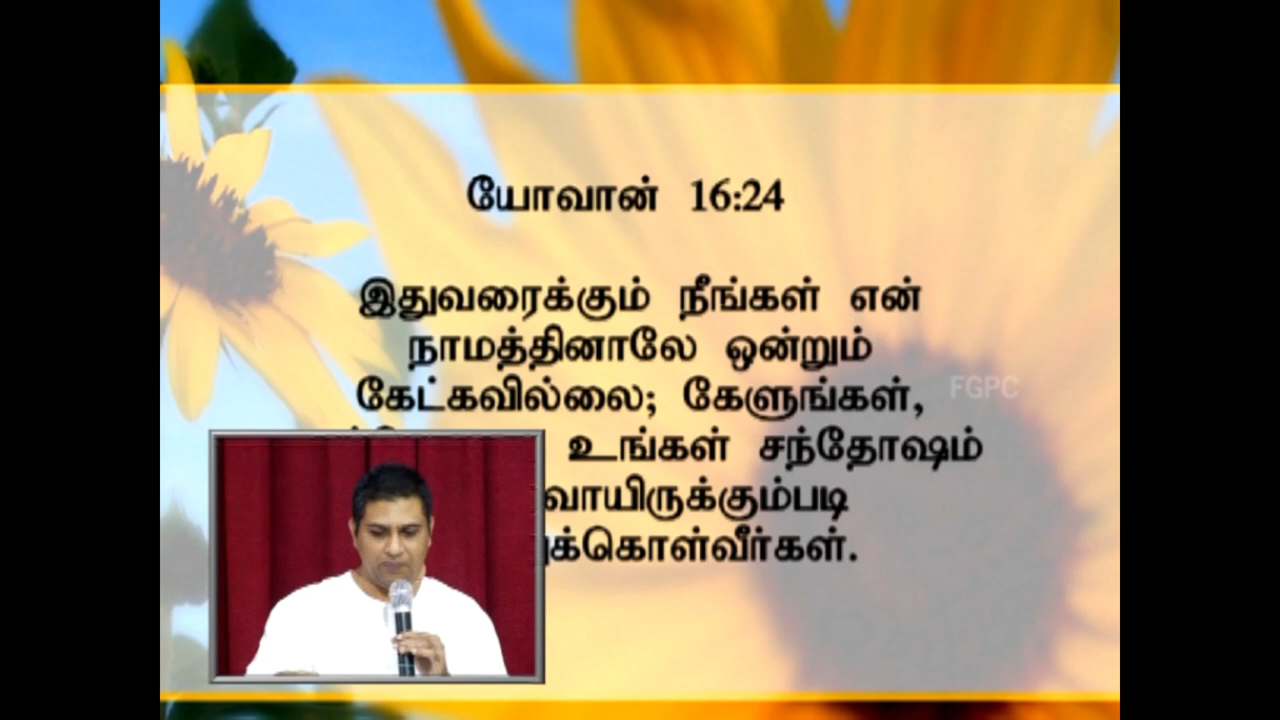 யோவான் 16:24
இதுவரைக்கும் நீங்கள் என்
நாமத்தினாலே ஒன்றும்
கேட்கவில்லை; கேளுங்கள்,
உங்கள் சந்தோஷம்
வாயிருக்கும்படி
க்கொள்வீர்கள்.
FGPC